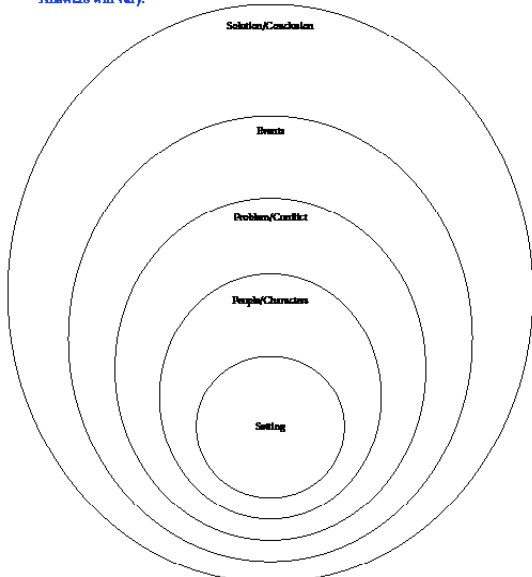 Answers will vary.
Solution/Conclusion
Events
Problem/Conflict
People/Characters
Setting